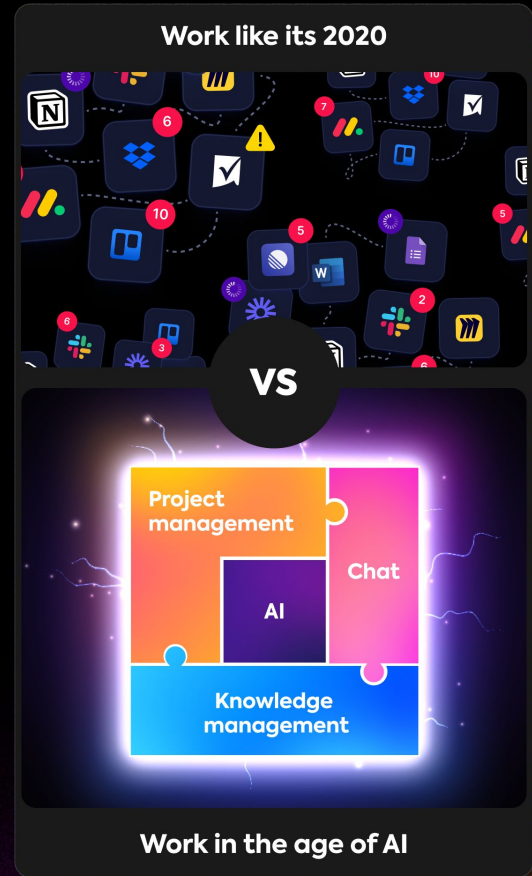 Work like its 2020
10
6
7
10
5
5
W
2
6
3
6
VS
Project
management
Chat
AI
Knowledge
management
Work in the age of AI